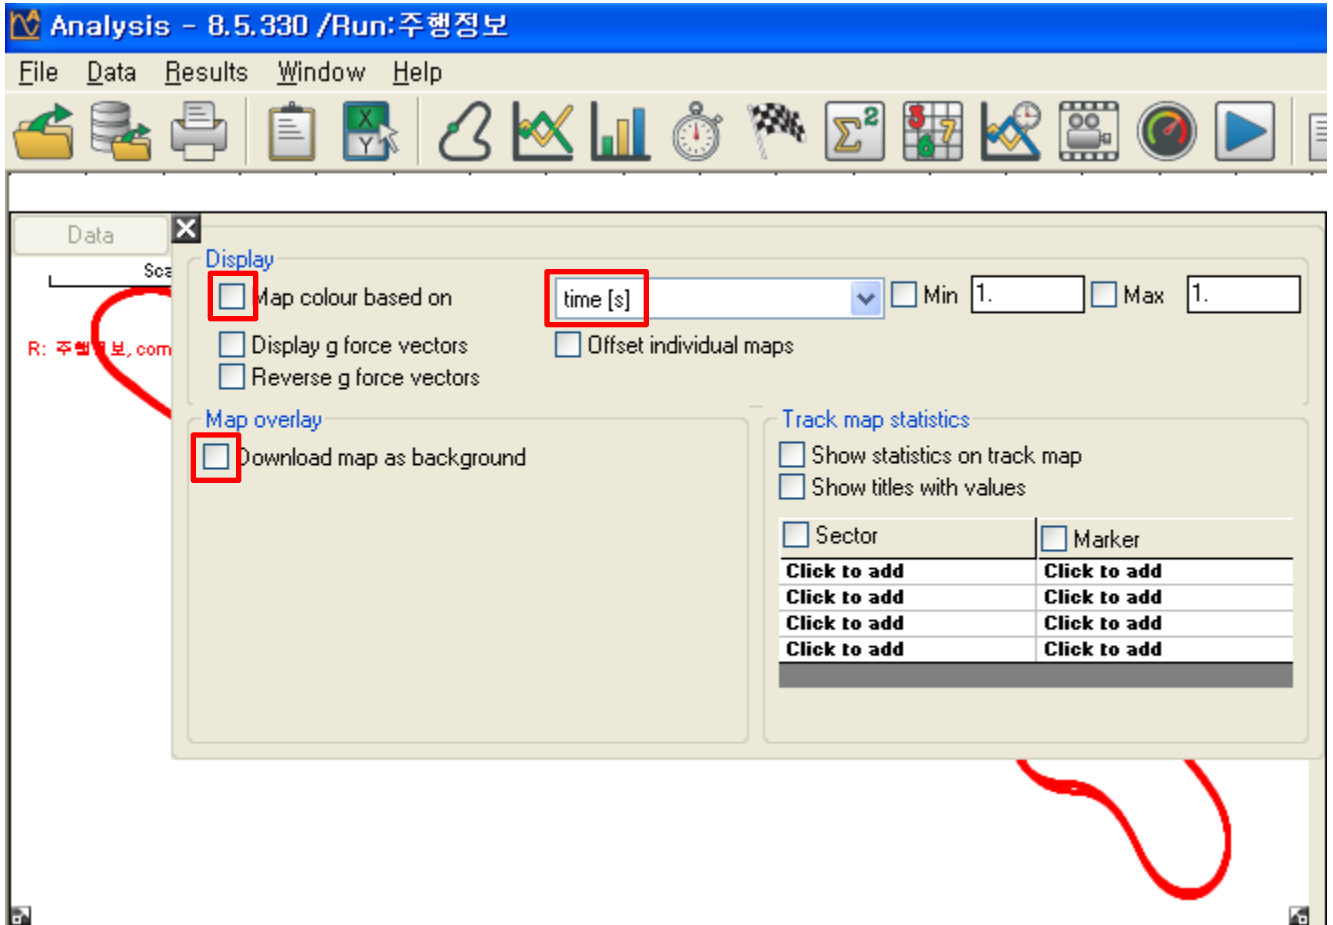 Analysis - 8.5.330 /Run:주행정보
File Data Results Window Help
Data
Sca
R: 주행정보, com
Display
Map colour based on time [s] Min 1. Max 1.
Display g force vectors Offset individual maps
Reverse g force vectors
Map overlay
Download map as background
Track map statistics
Show statistics on track map
Show titles with values
Sector Marker
Click to add Click to add
Click to add Click to add
Click to add Click to add
Click to add Click to add